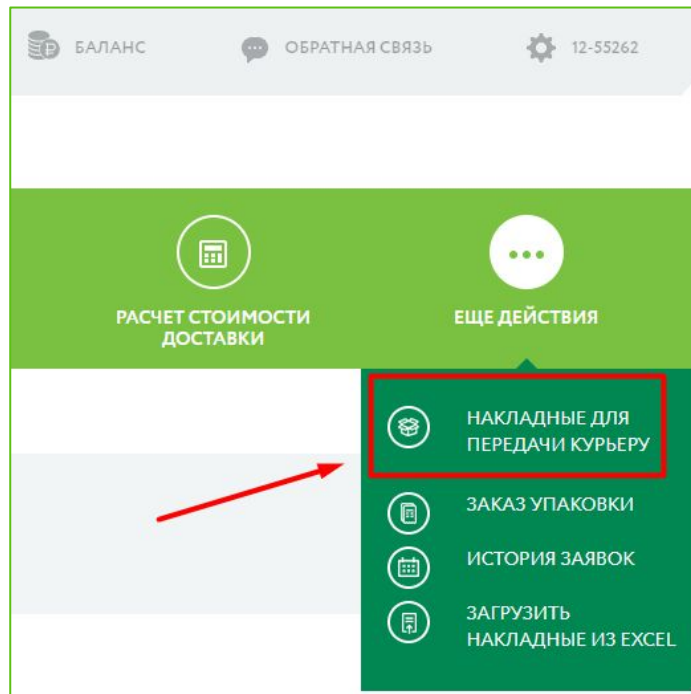 БАЛАНС
ОБРАТНАЯ СВЯЗЬ
12-55262
РАСЧЕТ СТОИМОСТИ
ДОСТАВКИ
ЕЩЕ ДЕЙСТВИЯ
НАКЛАДНЫЕ ДЛЯ
ПЕРЕДАЧИ КУРЬЕРУ
ЗАКАЗ УПАКОВКИ
ИСТОРИЯ ЗАЯВОК
ЗАГРУЗИТЬ
НАКЛАДНЫЕ ИЗ EXCEL